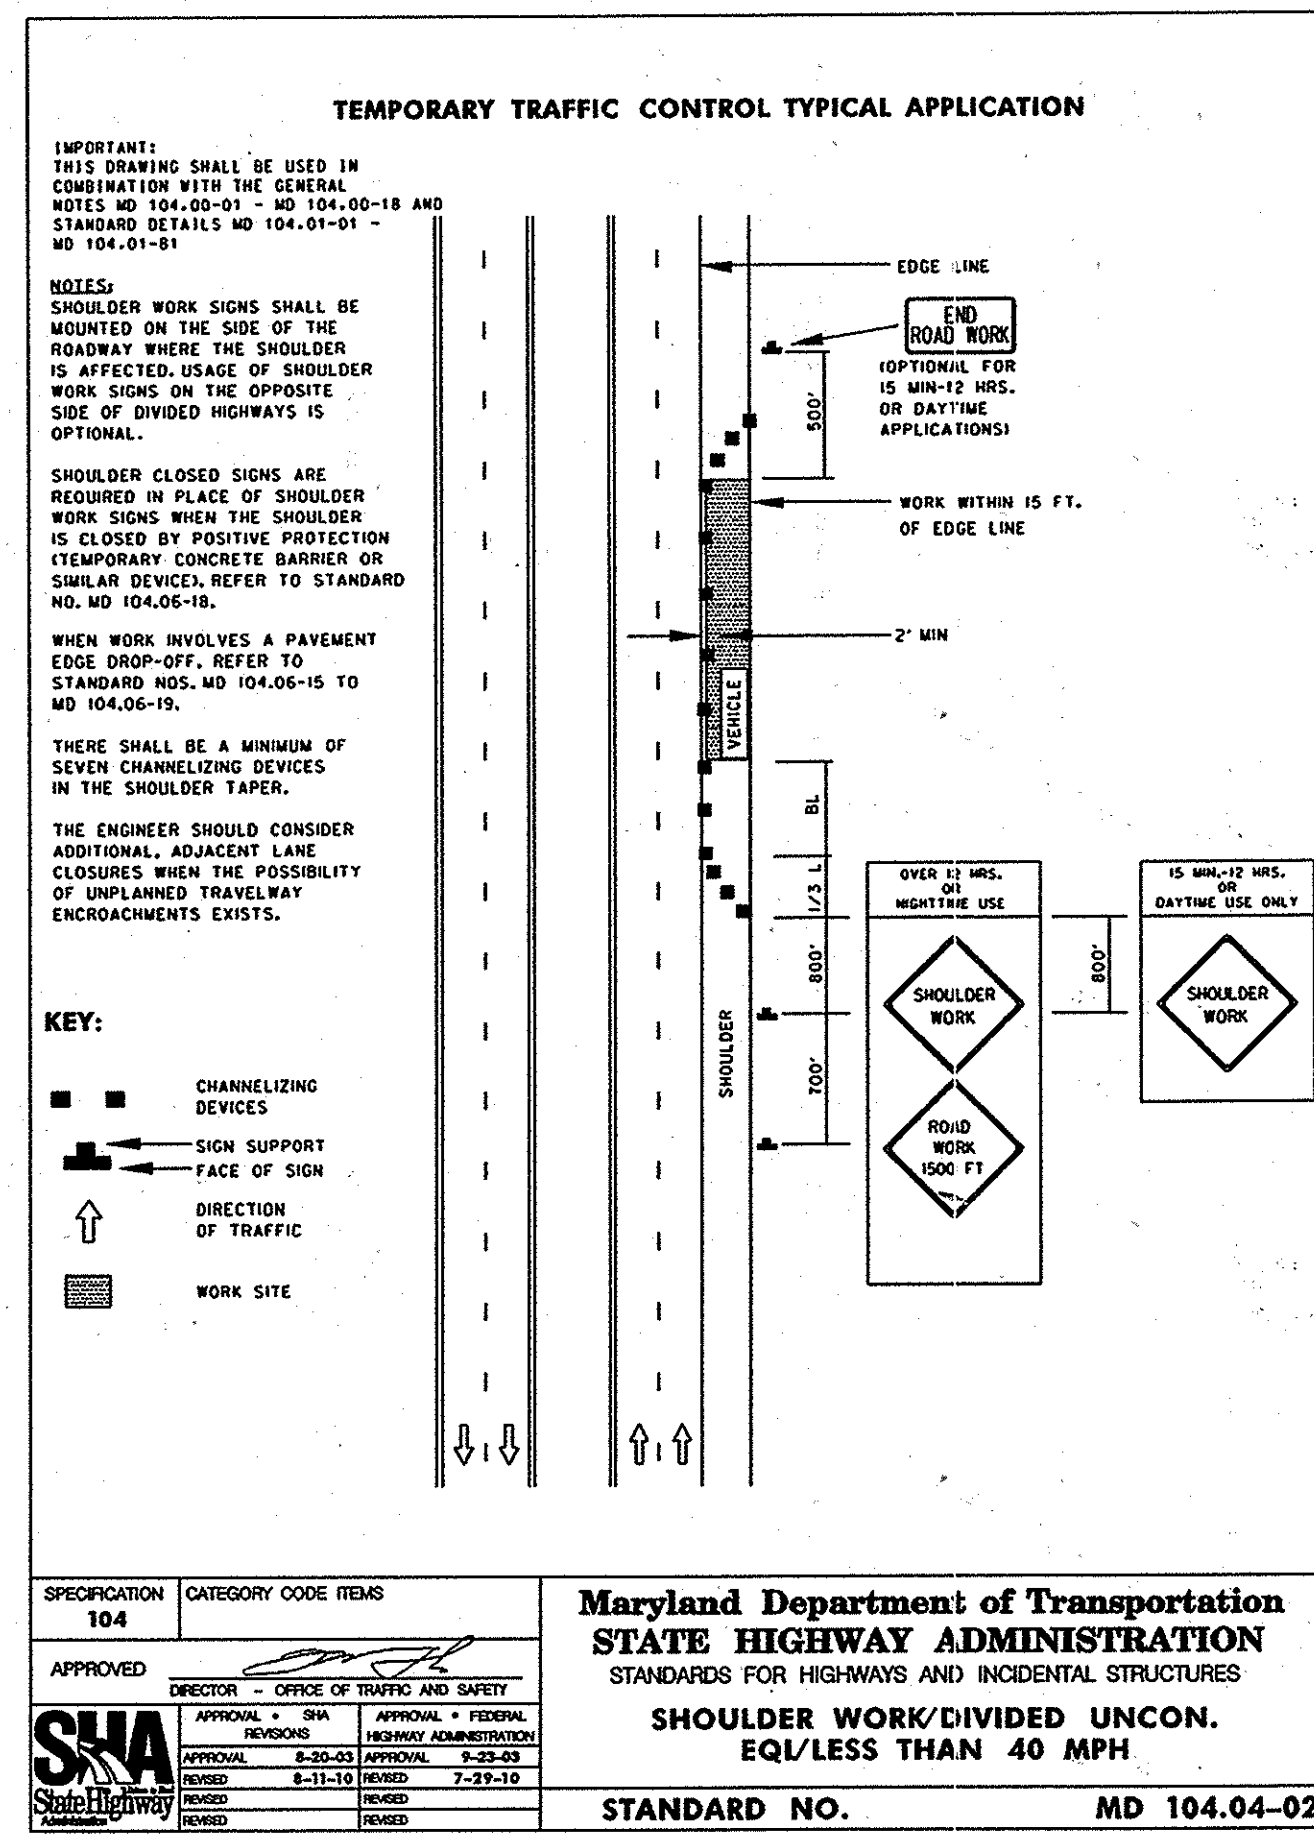 TEMPORARY TRAFFIC CONTROL TYPICAL APPLICATION
IMPORTANT:
THIS DRAWING SHALL BE USED IN
COMBINATION WITH THE GENERAL
NOTES MD 104.00-01 - MD 104.00-18 AND
STANDARD DETAILS MD 104.01-01 -
MD 104.01-81
NOTES:
SHOULDER WORK SIGNS SHALL BE
MOUNTED ON THE SIDE OF THE
ROADWAY WHERE THE SHOULDER
IS AFFECTED. USAGE OF SHOULDER
WORK SIGNS ON THE OPPOSITE
SIDE OF DIVIDED HIGHWAYS IS
OPTIONAL.
SHOULDER CLOSED SIGNS ARE
REQUIRED IN PLACE OF SHOULDER
WORK SIGNS WHEN THE SHOULDER
IS CLOSED BY POSITIVE PROTECTION
(TEMPORARY CONCRETE BARRIER OR
SIMILAR DEVICE). REFER TO STANDARD
NO. MD 104.06-18.
WHEN WORK INVOLVES A PAVEMENT
EDGE DROP-OFF, REFER TO
STANDARD NOS. MD 104.06-15 TO
MD 104.06-19.
THERE SHALL BE A MINIMUM OF
SEVEN CHANNELIZING DEVICES
IN THE SHOULDER TAPER.
THE ENGINEER SHOULD CONSIDER
ADDITIONAL, ADJACENT LANE
CLOSURES WHEN THE POSSIBILITY
OF UNPLANNED TRAVELWAY
ENCROACHMENTS EXISTS.
KEY:
CHANNELIZING
DEVICES
SIGN SUPPORT
FACE OF SIGN
DIRECTION
OF TRAFFIC
WORK SITE
EDGE LINE
END
ROAD WORK
(OPTIONAL FOR
15 MIN-12 HRS.
OR DAYTIME
APPLICATIONS)
500'
WORK WITHIN 15 FT.
OF EDGE LINE
2' MIN
VEHICLE
BL
1/3 L
800'
700'
SHOULDER
OVER 12 HRS.
OR
NIGHTTIME USE
SHOULDER
WORK
ROAD
WORK
1500 FT
800'
15 MIN.-12 HRS.
OR
DAYTIME USE ONLY
SHOULDER
WORK
SPECIFICATION
104
CATEGORY CODE ITEMS
APPROVED
DIRECTOR - OFFICE OF TRAFFIC AND SAFETY
SHA
State Highway
Administration
APPROVAL • SHA
REVISIONS
APPROVAL • FEDERAL
HIGHWAY ADMINISTRATION
APPROVAL 8-20-03 APPROVAL 9-23-03
REVISED 8-11-10 REVISED 7-29-10
REVISED REVISED
REVISED REVISED
Maryland Department of Transportation
STATE HIGHWAY ADMINISTRATION
STANDARDS FOR HIGHWAYS AND INCIDENTAL STRUCTURES
SHOULDER WORK/DIVIDED UNCON.
EQL/LESS THAN 40 MPH
STANDARD NO. MD 104.04-02